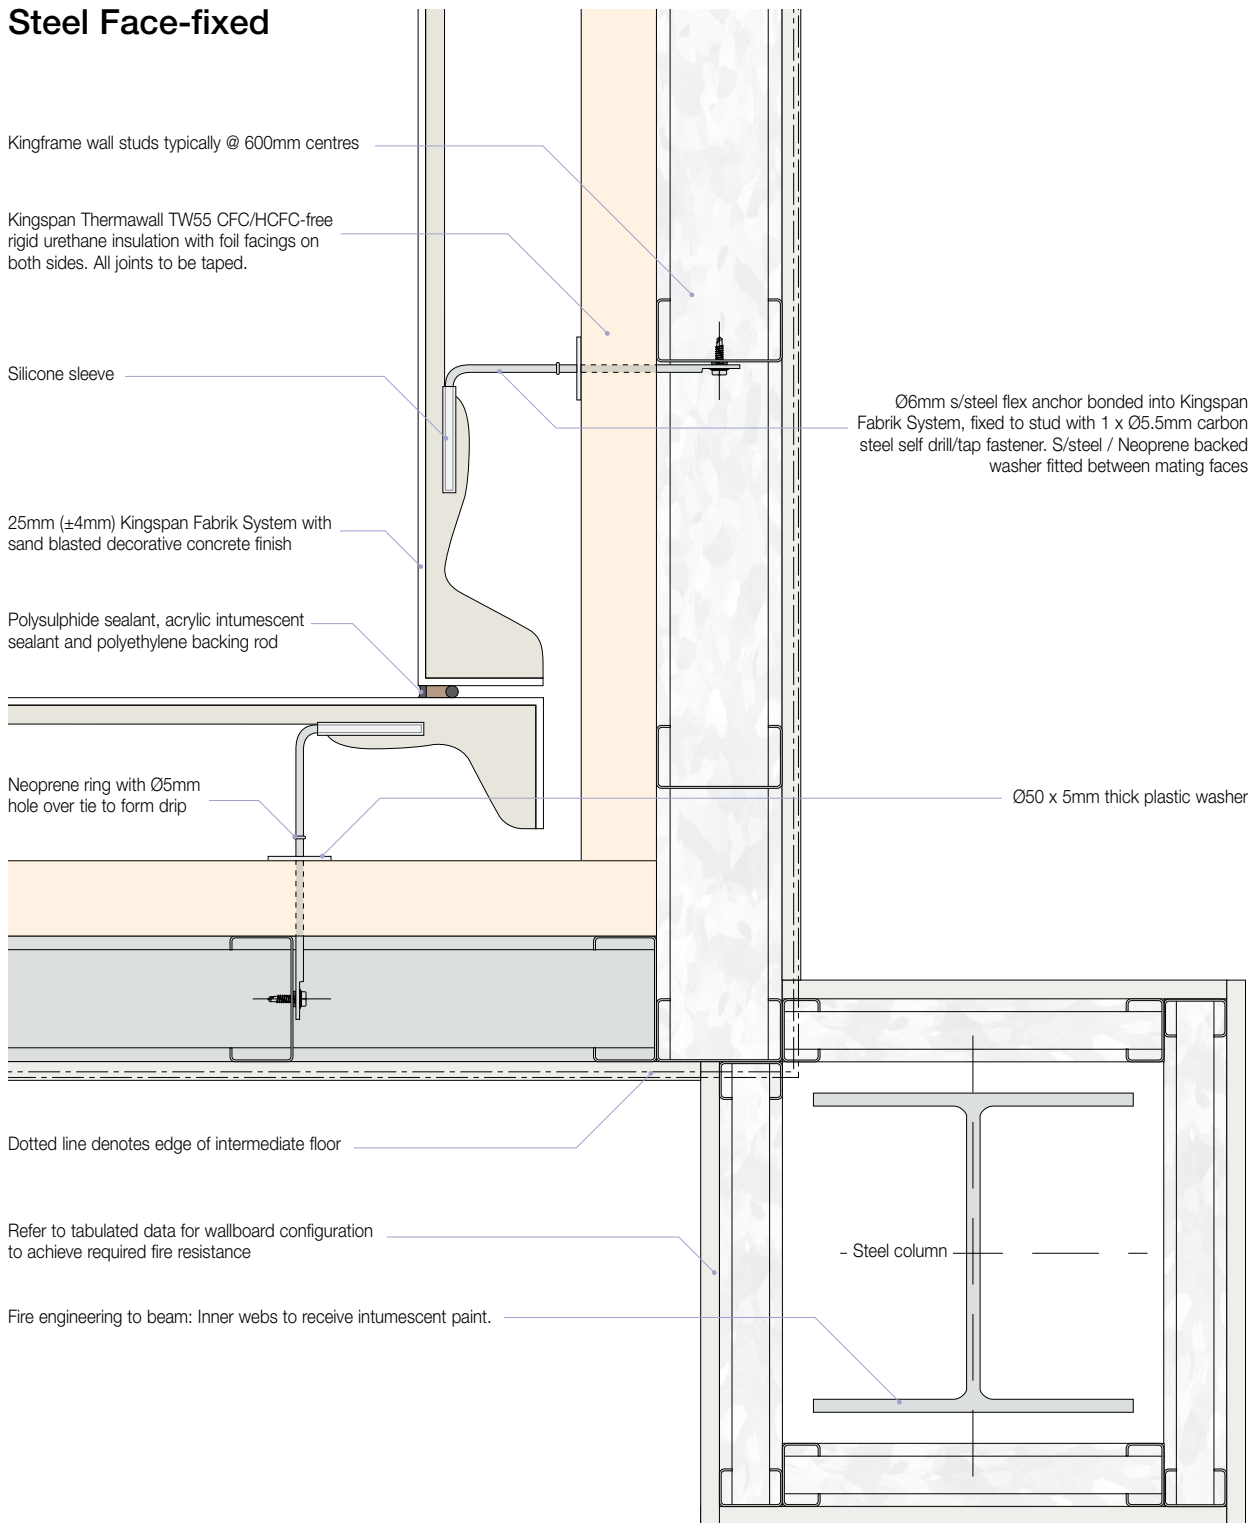 Steel Face-fixed
Kingframe wall studs typically @ 600mm centres
Kingspan Thermawall TW55 CFC/HCFC-free
rigid urethane insulation with foil facings on
both sides. All joints to be taped.
Silicone sleeve
Ø6mm s/steel flex anchor bonded into Kingspan
Fabrik System, fixed to stud with 1 x Ø5.5mm carbon
steel self drill/tap fastener. S/steel / Neoprene backed
washer fitted between mating faces
25mm (±4mm) Kingspan Fabrik System with
sand blasted decorative concrete finish
Polysulphide sealant, acrylic intumescent
sealant and polyethylene backing rod
Neoprene ring with Ø5mm
hole over tie to form drip
Ø50 x 5mm thick plastic washer
Dotted line denotes edge of intermediate floor
Refer to tabulated data for wallboard configuration
to achieve required fire resistance
Steel column
Fire engineering to beam: Inner webs to receive intumescent paint.